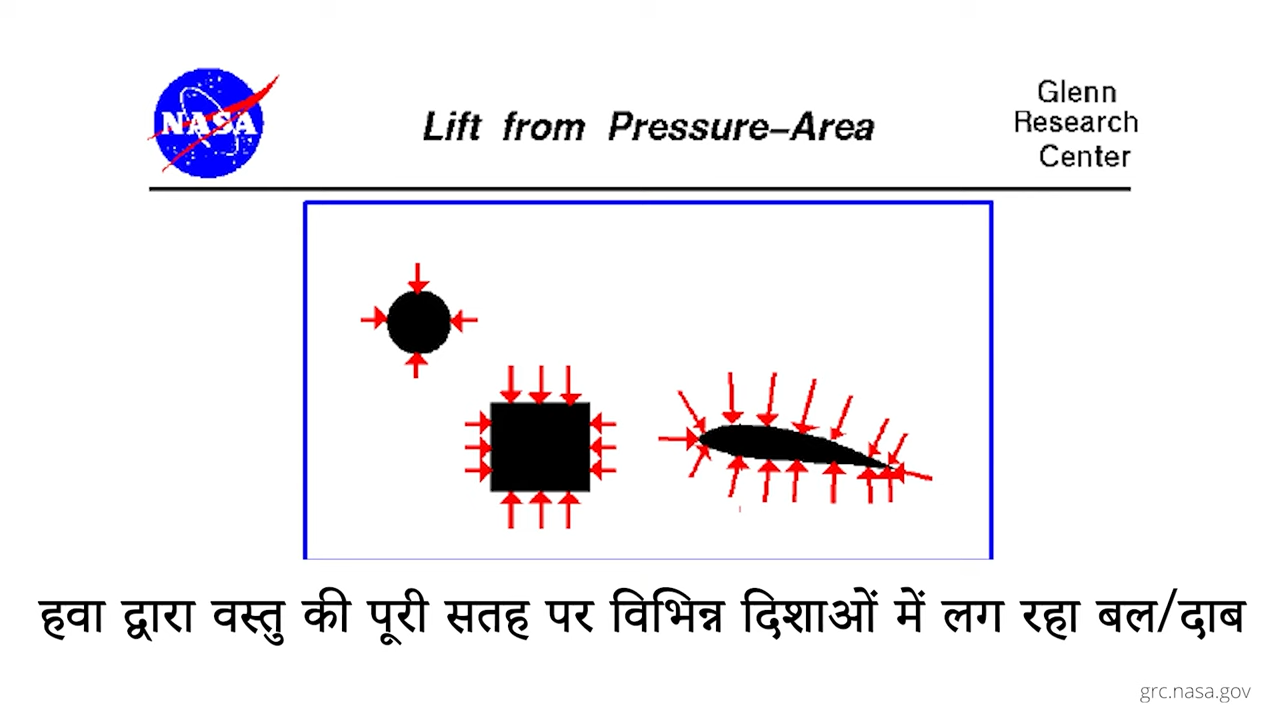 NASA
Lift from Pressure–Area
Glenn
Research
Center
हवा द्वारा वस्तु की पूरी सतह पर विभिन्न दिशाओं में लग रहा बल/दाब
grc.nasa.gov